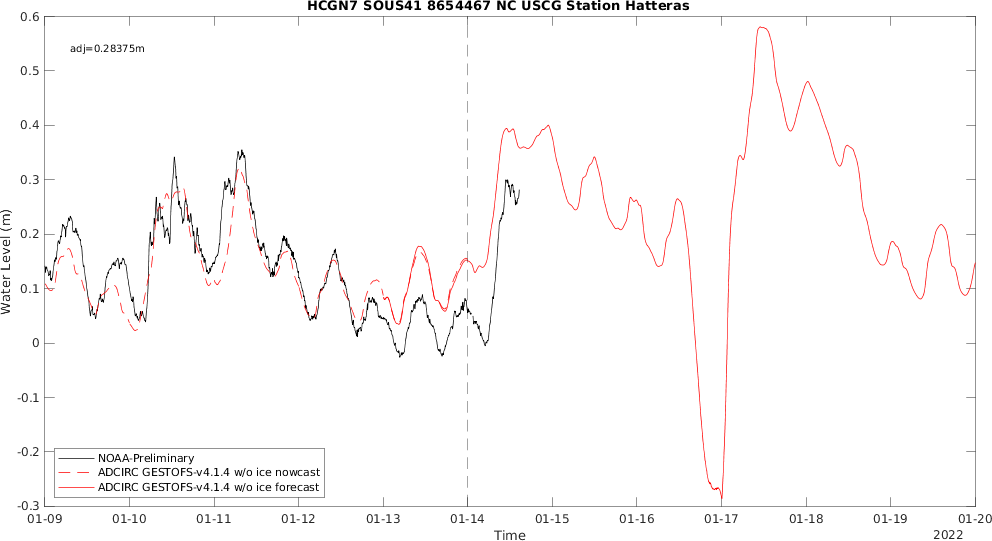 HCGN7 SOUS41 8654467 NC USCG Station Hatteras
adj=0.28375m
0.6
0.5
0.4
0.3
0.2
0.1
0
-0.1
-0.2
-0.3
Water Level (m)
NOAA-Preliminary
ADCIRC GESTOFS-v4.1.4 w/o ice nowcast
ADCIRC GESTOFS-v4.1.4 w/o ice forecast
01-09 01-10 01-11 01-12 01-13 01-14 01-15 01-16 01-17 01-18 01-19 01-20
Time
2022